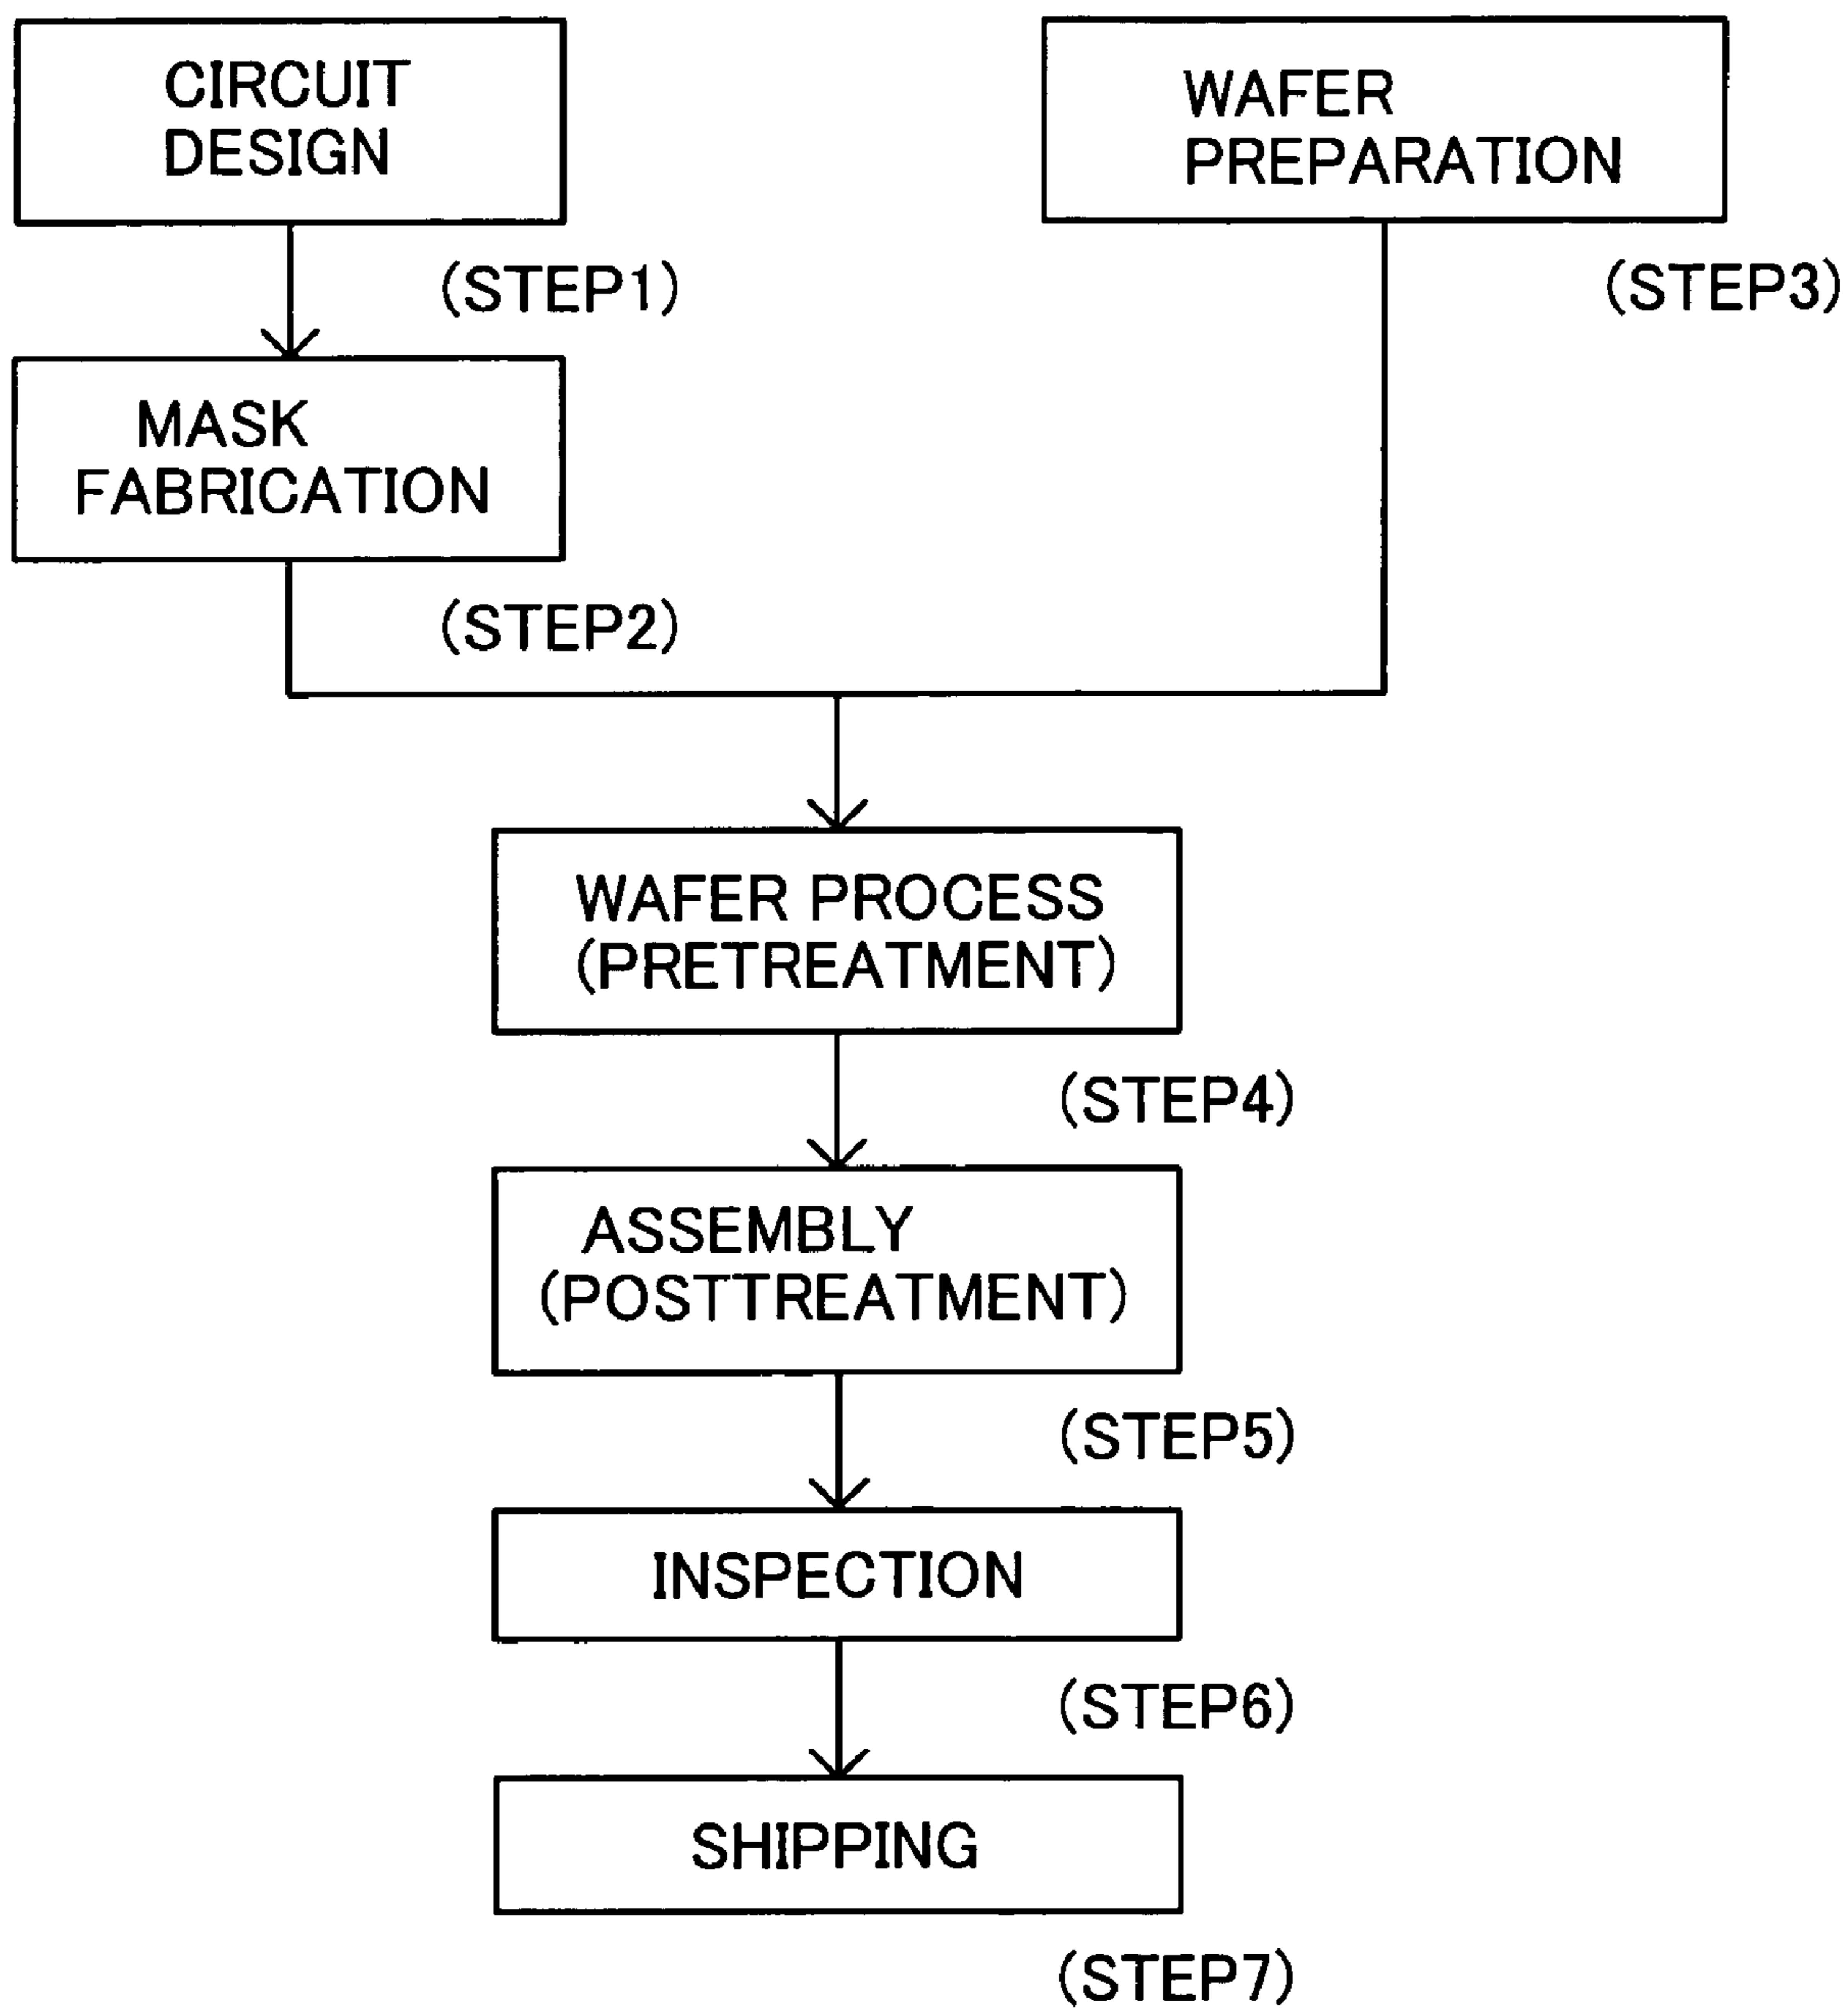 CIRCUIT
DESIGN
(STEP1)
MASK
FABRICATION
(STEP2)
WAFER
PREPARATION
(STEP3)
WAFER PROCESS
(PRETREATMENT)
(STEP4)
ASSEMBLY
(POSTTREATMENT)
(STEP5)
INSPECTION
(STEP6)
SHIPPING
(STEP7)